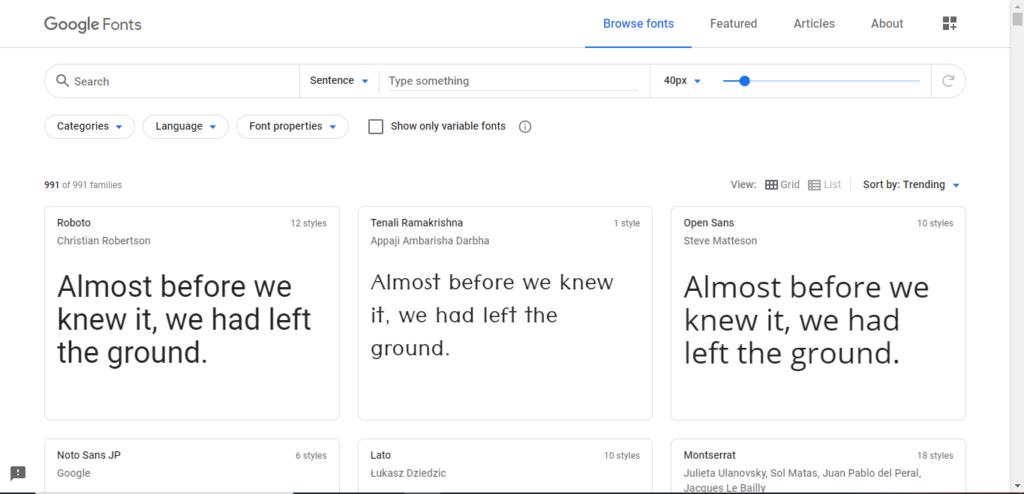 Google Fonts
Browse fonts Featured Articles About
Search Sentence Type something 40px
Categories Language Font properties Show only variable fonts
991 of 991 families
View: Grid List Sort by: Trending
Roboto 12 styles
Christian Robertson
Almost before we
knew it, we had left
the ground.
Tenali Ramakrishna 1 style
Appaji Ambarisha Darbha
Almost before we knew
it, we had left the
ground.
Open Sans 10 styles
Steve Matteson
Almost before we
knew it, we had
left the ground.
Noto Sans JP 6 styles
Google
Lato 10 styles
Łukasz Dziedzic
Montserrat 18 styles
Julieta Ulanovsky, Sol Matas, Juan Pablo del Peral,
Jacques Le Bailly